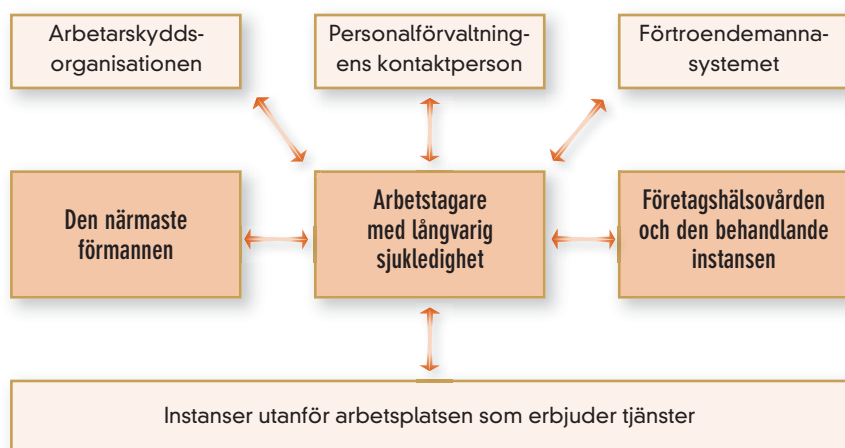 Arbetarskydds-
organisationen
Personalförvaltning-
ens kontaktperson
Förtroendemanna-
systemet
Den närmaste
förmannen
Arbetstagare
med långvarig
sjukledighet
Företagshälsovården
och den behandlande
instansen
Instanser utanför arbetsplatsen som erbjuder tjänster